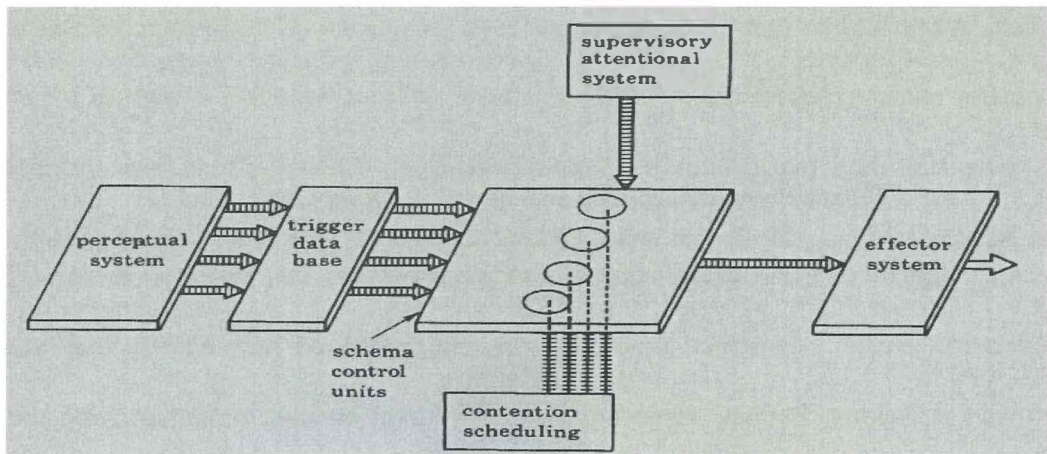 supervisory
attentional
system
perceptual
system
trigger
data
base
effector
system
schema
control
units
contention
scheduling